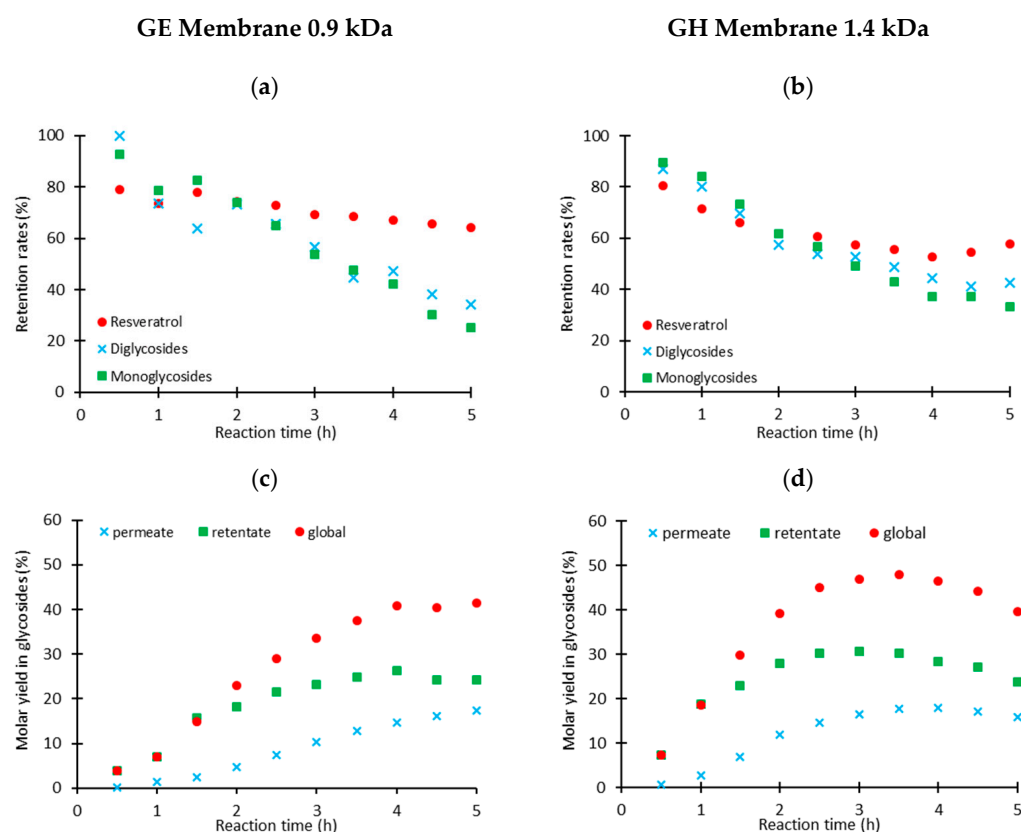 GE Membrane 0.9 kDa
GH Membrane 1.4 kDa
(a)
100
80
60
40
20
0
Retention rates (%)
Resveratrol
Diglycosides
Monoglycosides
0 1 2 3 4 5
Reaction time (h)
(b)
100
80
60
40
20
0
Retention rates (%)
Resveratrol
Diglycosides
Monoglycosides
0 1 2 3 4 5
Reaction time (h)
(c)
60
50
40
30
20
10
0
Molar yield in glycosides (%)
permeate retentate global
0 1 2 3 4 5
Reaction time (h)
(d)
60
50
40
30
20
10
0
Molar yield in glycosides (%)
permeate retentate global
0 1 2 3 4 5
Reaction time (h)